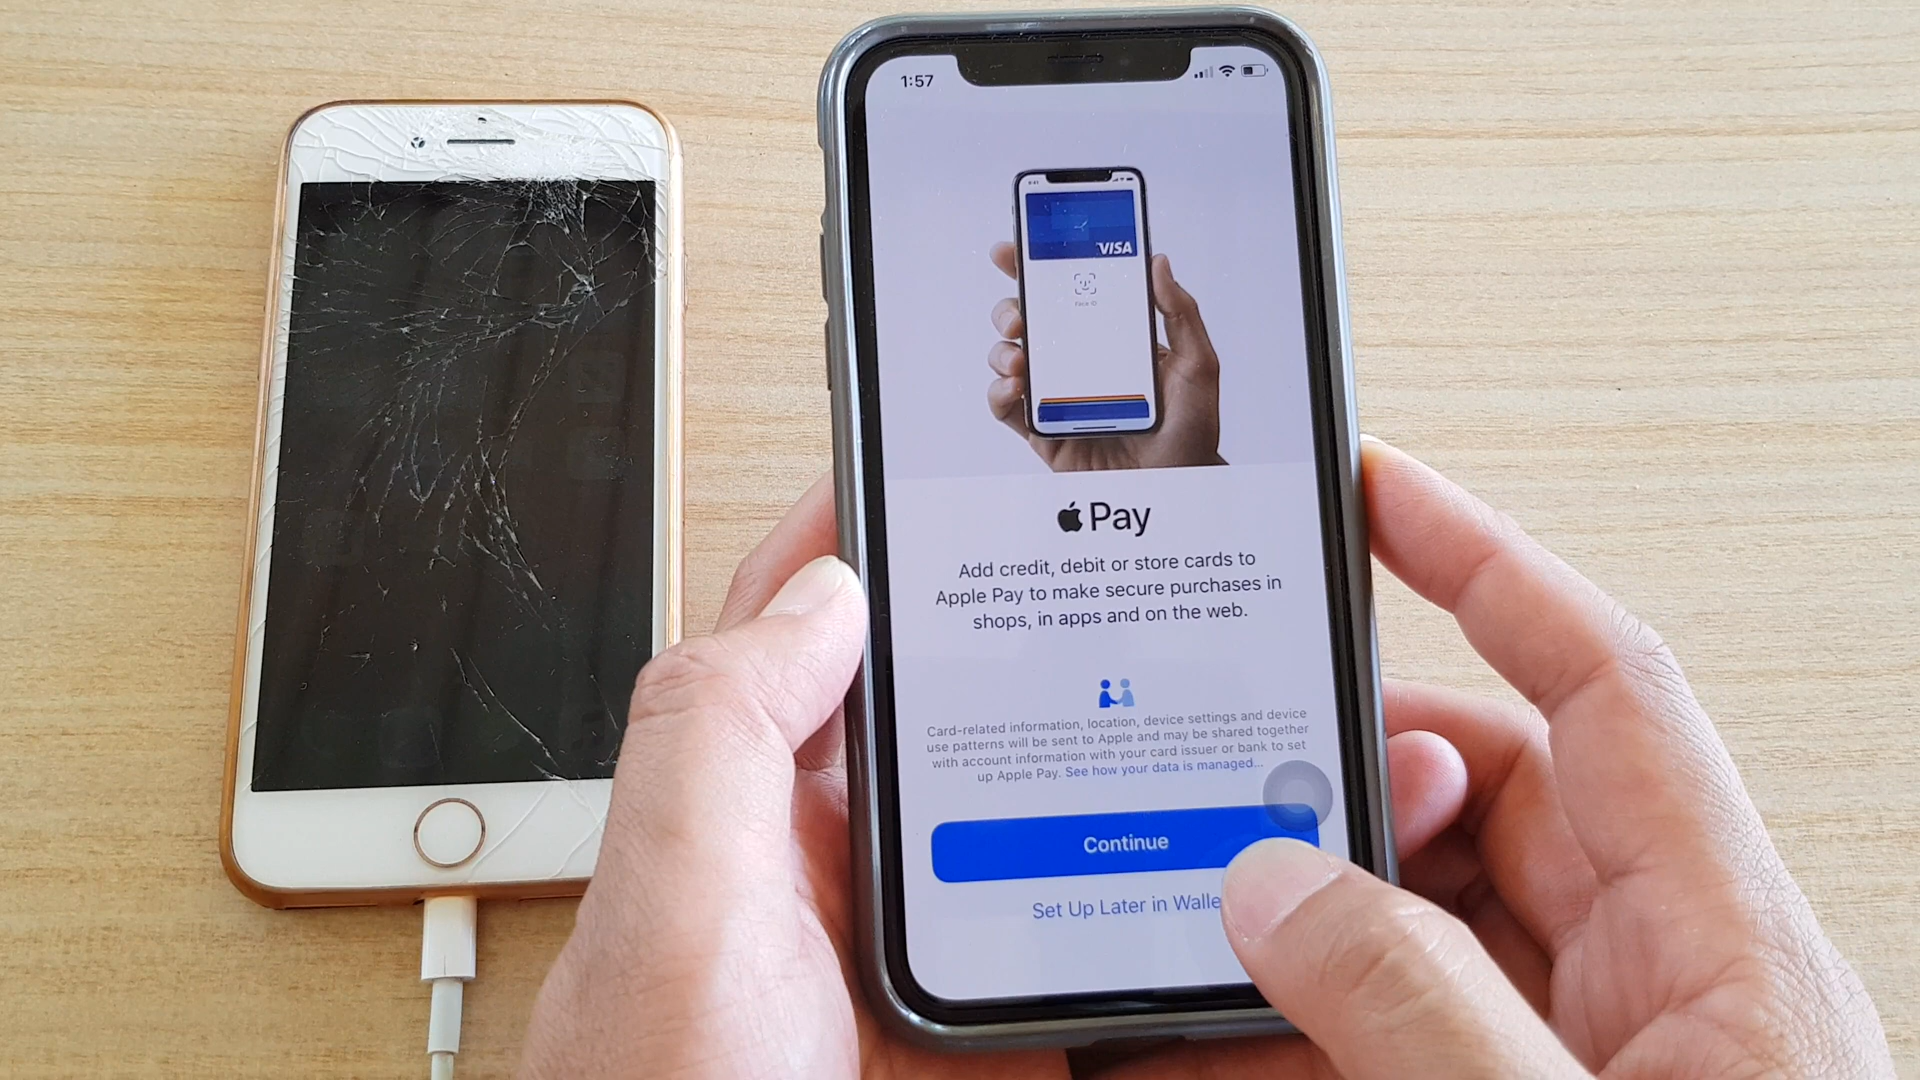 1:57
VISA
Face ID
Pay
Add credit, debit or store cards to
Apple Pay to make secure purchases in
shops, in apps and on the web.
Card-related information, location, device settings and device
use patterns will be sent to Apple and may be shared together
with account information with your card issuer or bank to set
up Apple Pay. See how your data is managed...
Continue
Set Up Later in Walle